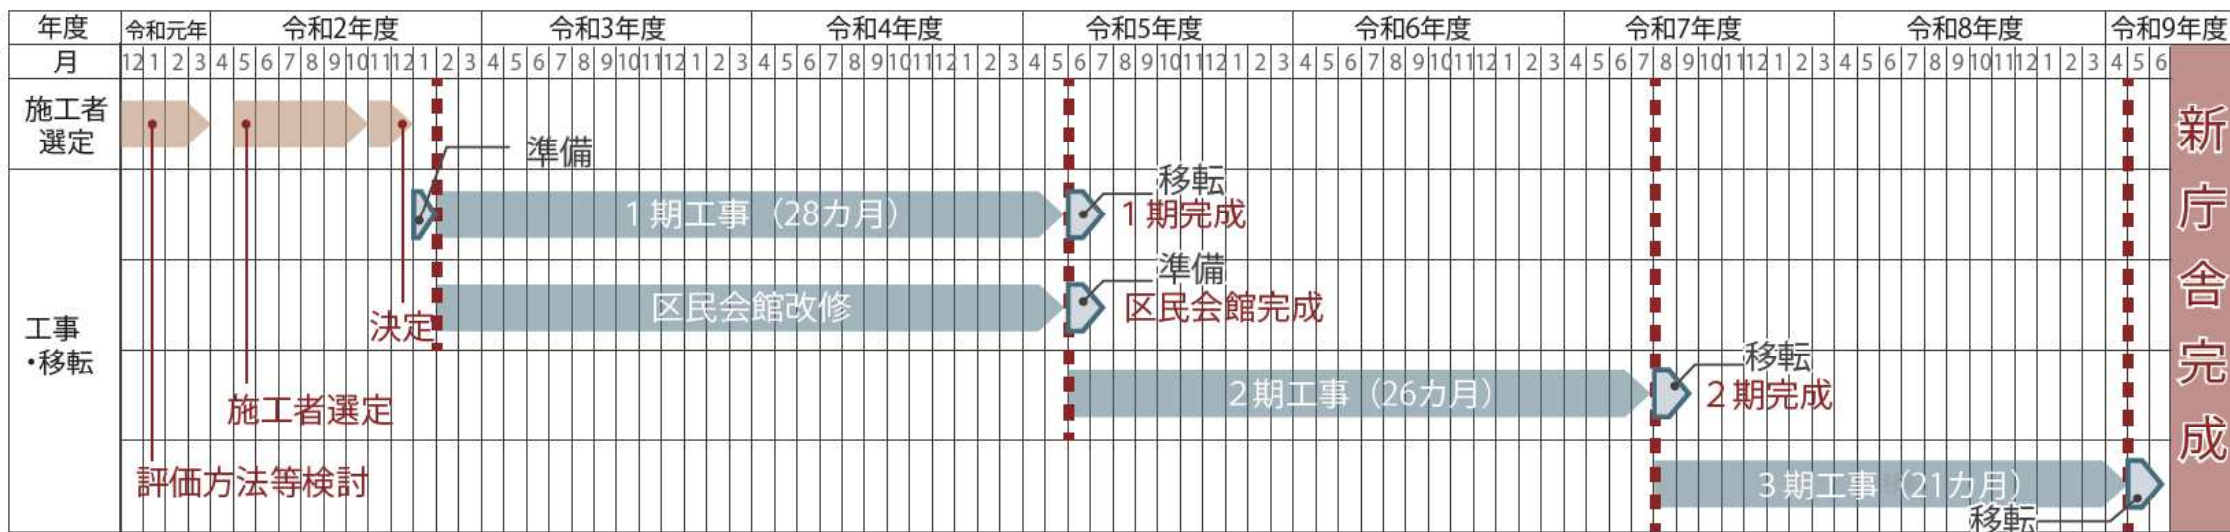 年度 令和元年 令和2年度 令和3年度 令和4年度 令和5年度 令和6年度 令和7年度 令和8年度 令和9年度
月 12 1 2 3 4 5 6 7 8 9 10 11 12 1 2 3 4 5 6 7 8 9 10 11 12 1 2 3 4 5 6 7 8 9 10 11 12 1 2 3 4 5 6 7 8 9 10 11 12 1 2 3 4 5 6 7 8 9 10 11 12 1 2 3 4 5 6 7 8 9 10 11 12 1 2 3 4 5 6 7 8 9 10 11 12 1 2 3 4 5 6
施工者
選定
準備
移転
1期工事（28カ月）
1期完成
準備
区民会館改修
区民会館完成
決定
工事
・移転
移転
2期工事（26カ月）
2期完成
施工者選定
評価方法等検討
3期工事（21カ月）
移転
新庁舎完成